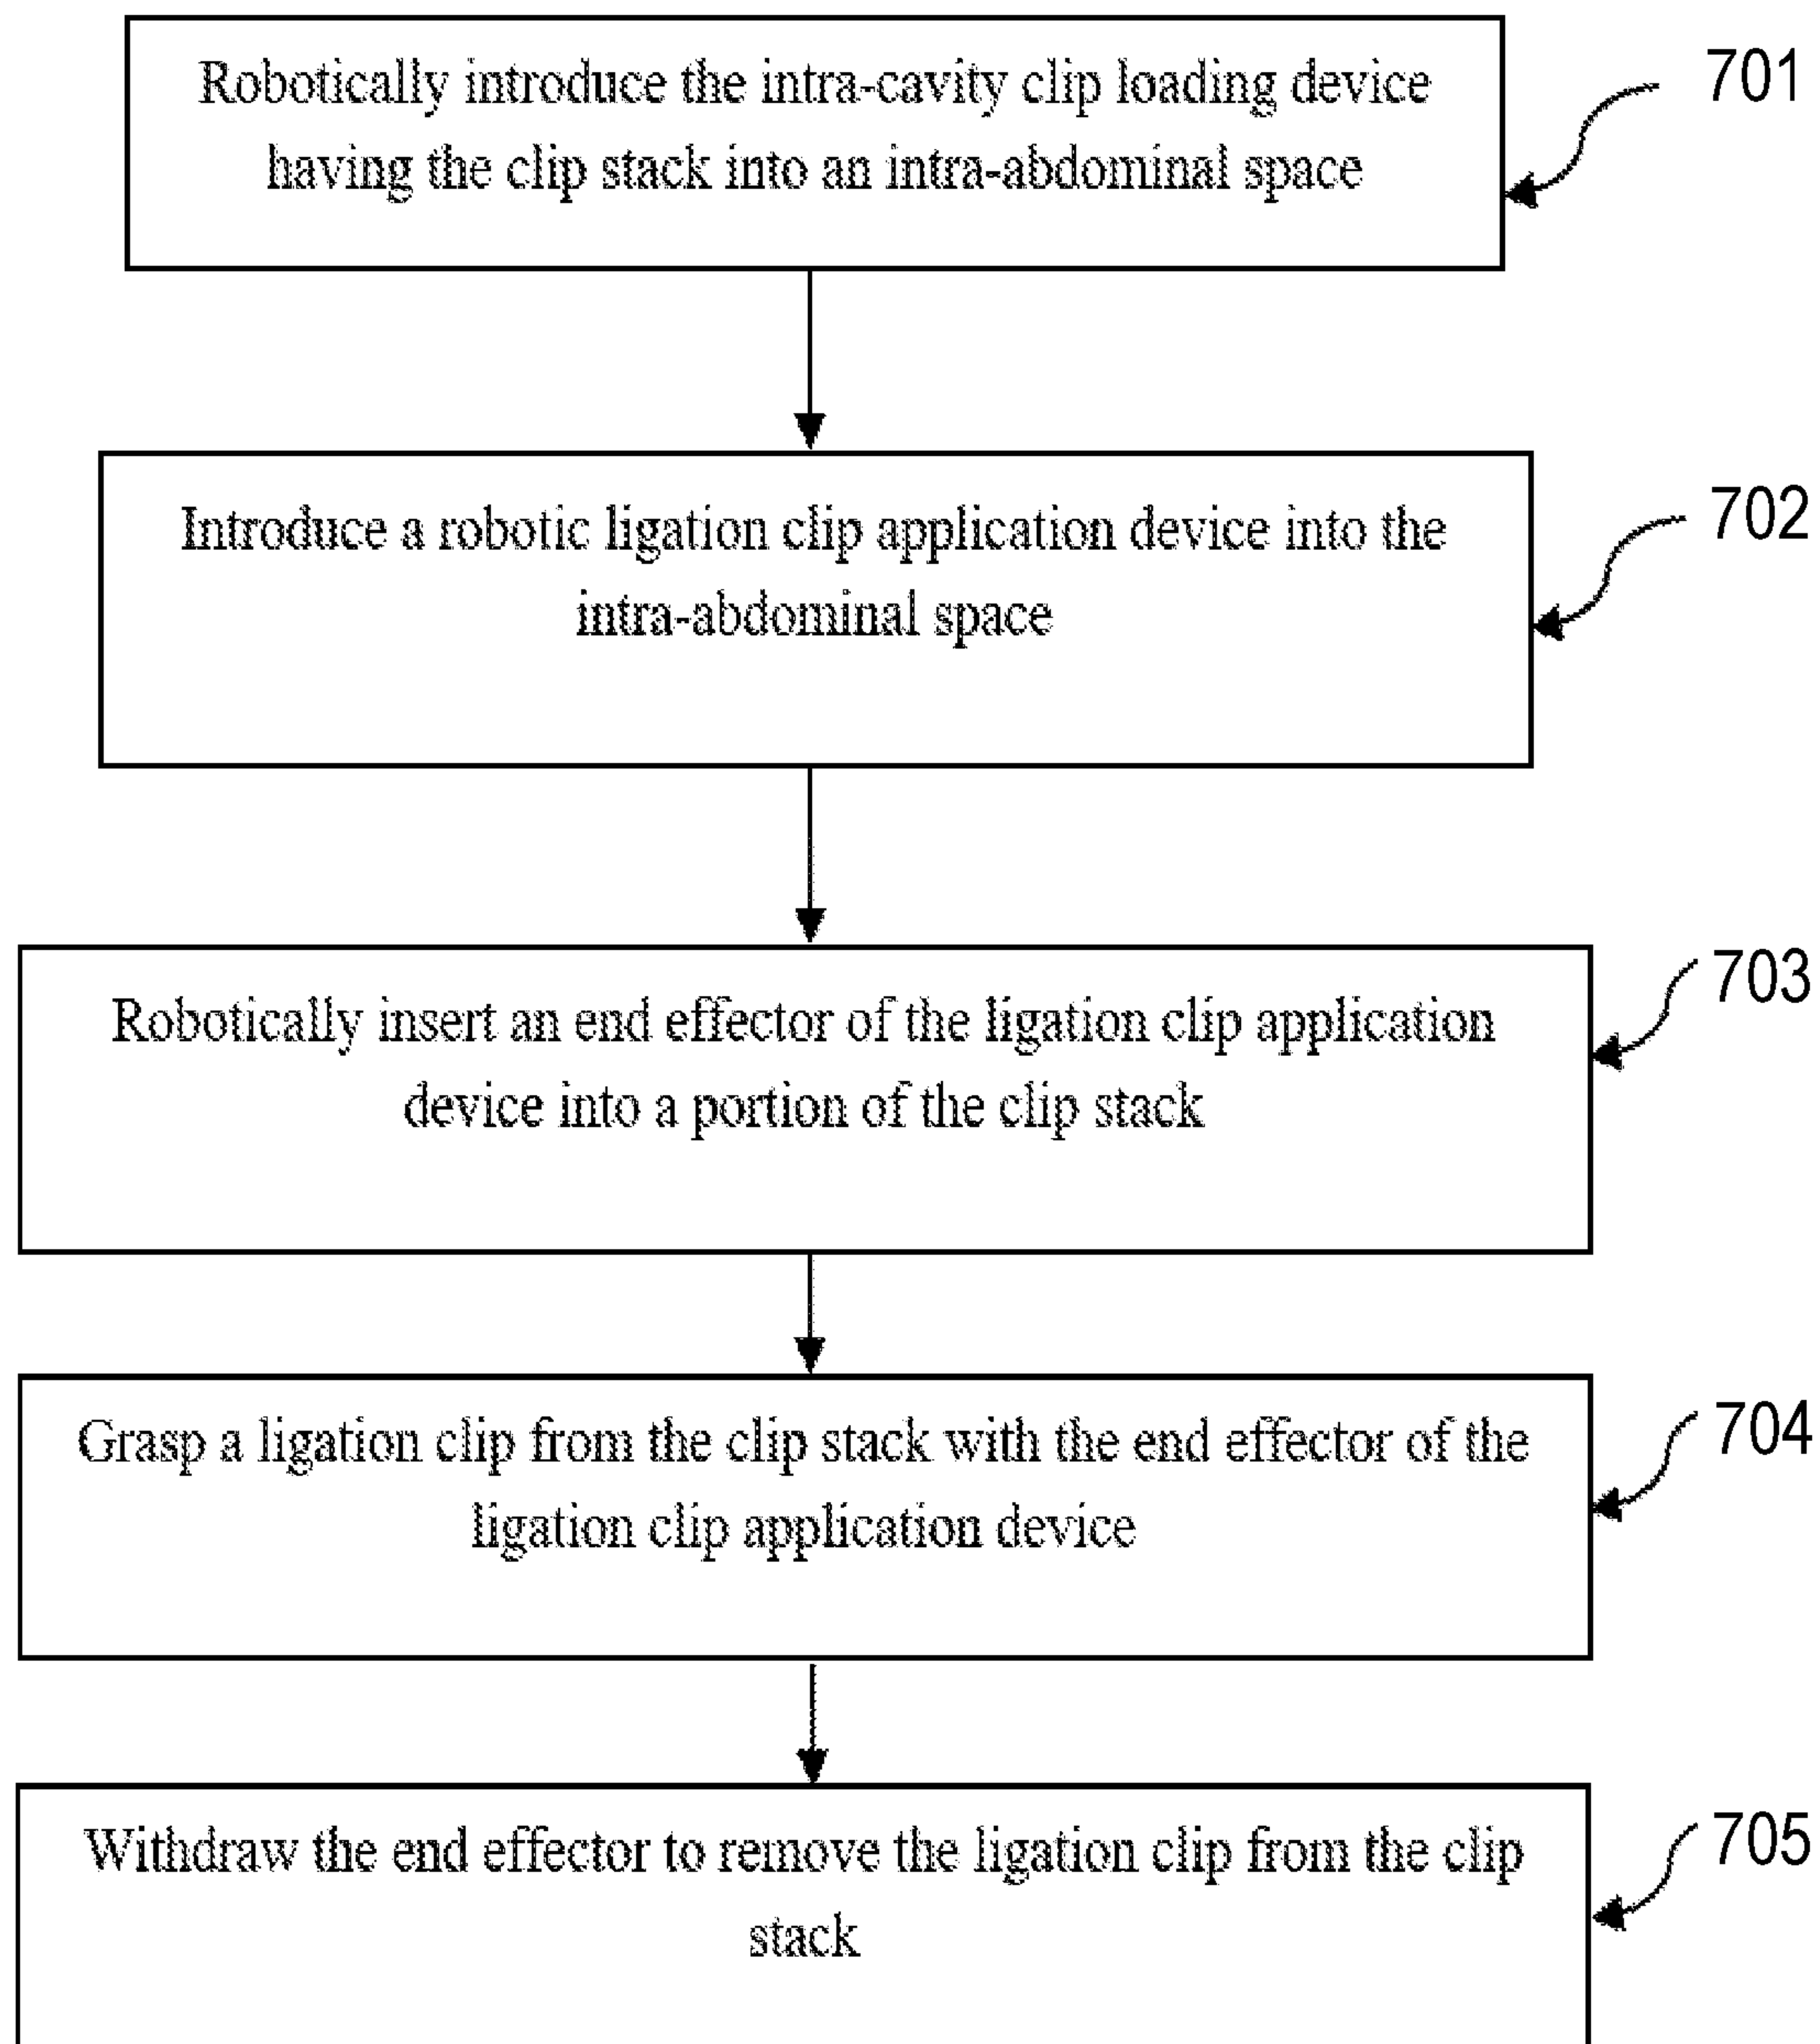 Robotically introduce the intra-cavity clip loading device
having the clip stack into an intra-abdominal space
701
Introduce a robotic ligation clip application device into the
intra-abdominal space
702
Robotically insert an end effector of the ligation clip application
device into a portion of the clip stack
703
Grasp a ligation clip from the clip stack with the end effector of the
ligation clip application device
704
Withdraw the end effector to remove the ligation clip from the clip
stack
705